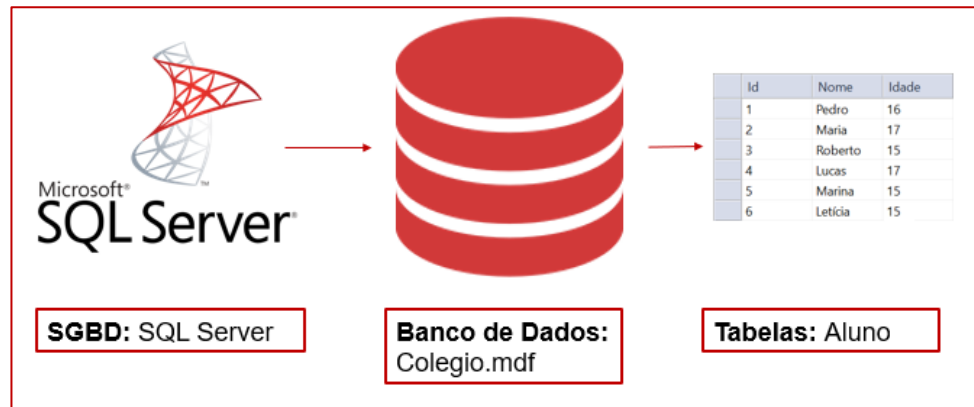 Microsoft®
SQL Server®
™
Id Nome Idade
1 Pedro 16
2 Maria 17
3 Roberto 15
4 Lucas 17
5 Marina 15
6 Letícia 15
SGBD: SQL Server
Banco de Dados:
Colegio.mdf
Tabelas: Aluno